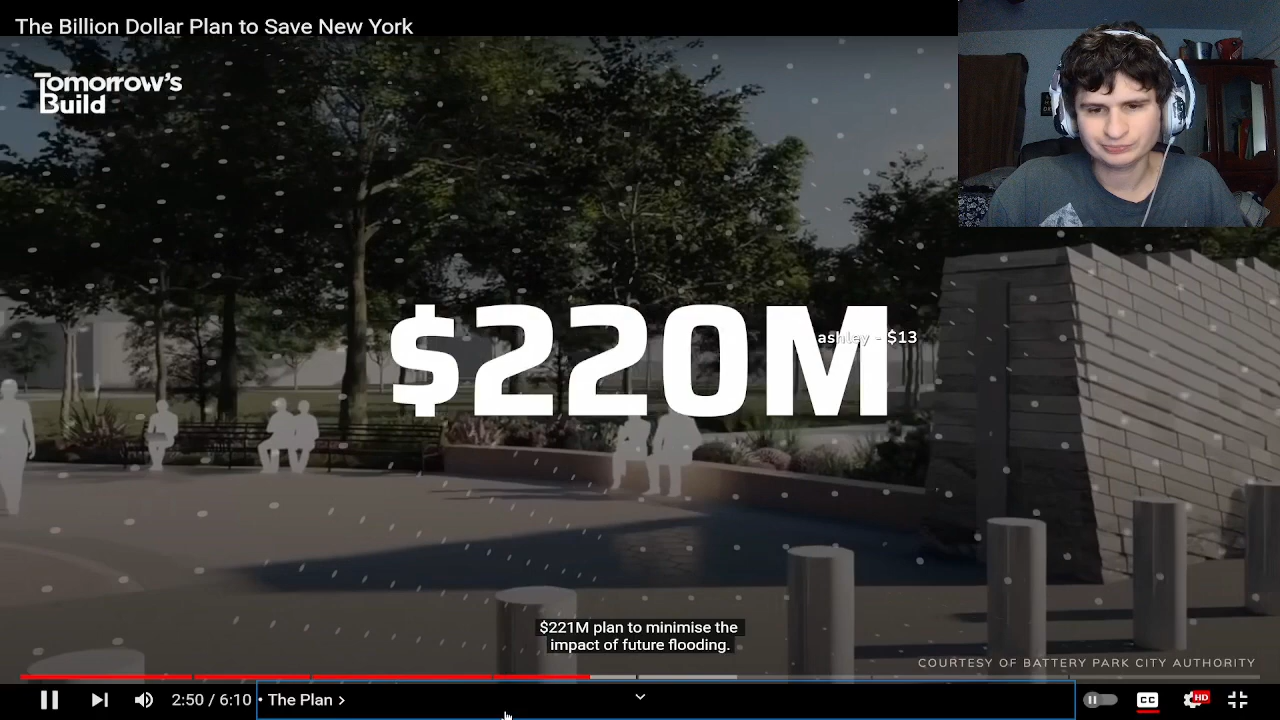 The Billion Dollar Plan to Save New York
Tomorrow's
Build
$220M
ashley - $13
$221M plan to minimise the
impact of future flooding.
COURTESY OF BATTERY PARK CITY AUTHORITY
2:50 / 6:10 • The Plan >
CC
HD